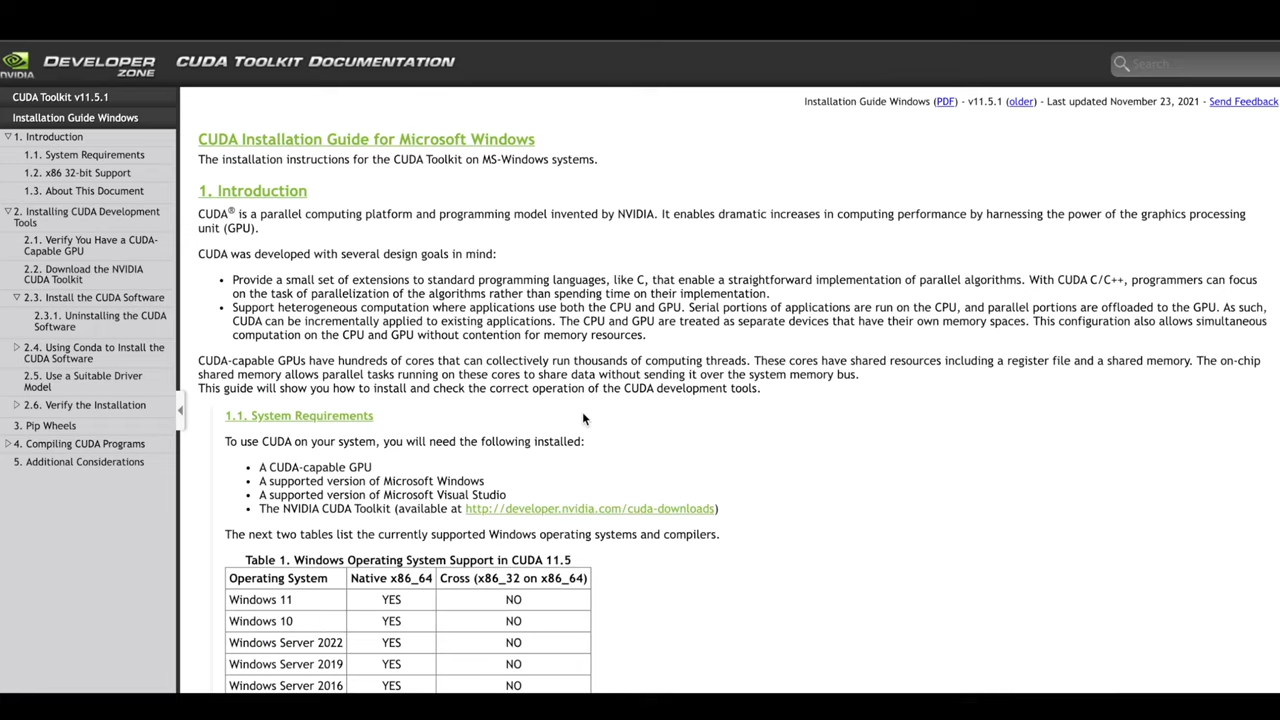 NVIDIA
DEVELOPER
ZONE
CUDA TOOLKIT DOCUMENTATION
Search
CUDA Toolkit v11.5.1
Installation Guide Windows
1. Introduction
1.1. System Requirements
1.2. x86 32-bit Support
1.3. About This Document
2. Installing CUDA Development
Tools
2.1. Verify You Have a CUDA-
Capable GPU
2.2. Download the NVIDIA
CUDA Toolkit
2.3. Install the CUDA Software
2.3.1. Uninstalling the CUDA
Software
2.4. Using Conda to Install the
CUDA Software
2.5. Use a Suitable Driver
Model
2.6. Verify the Installation
3. Pip Wheels
4. Compiling CUDA Programs
5. Additional Considerations
Installation Guide Windows (PDF) - v11.5.1 (older) - Last updated November 23, 2021 - Send Feedback
CUDA Installation Guide for Microsoft Windows
The installation instructions for the CUDA Toolkit on MS-Windows systems.
1. Introduction
CUDA® is a parallel computing platform and programming model invented by NVIDIA. It enables dramatic increases in computing performance by harnessing the power of the graphics processing
unit (GPU).
CUDA was developed with several design goals in mind:
• Provide a small set of extensions to standard programming languages, like C, that enable a straightforward implementation of parallel algorithms. With CUDA C/C++, programmers can focus
on the task of parallelization of the algorithms rather than spending time on their implementation.
• Support heterogeneous computation where applications use both the CPU and GPU. Serial portions of applications are run on the CPU, and parallel portions are offloaded to the GPU. As such,
CUDA can be incrementally applied to existing applications. The CPU and GPU are treated as separate devices that have their own memory spaces. This configuration also allows simultaneous
computation on the CPU and GPU without contention for memory resources.
CUDA-capable GPUs have hundreds of cores that can collectively run thousands of computing threads. These cores have shared resources including a register file and a shared memory. The on-chip
shared memory allows parallel tasks running on these cores to share data without sending it over the system memory bus.
This guide will show you how to install and check the correct operation of the CUDA development tools.
1.1. System Requirements
To use CUDA on your system, you will need the following installed:
• A CUDA-capable GPU
• A supported version of Microsoft Windows
• A supported version of Microsoft Visual Studio
• The NVIDIA CUDA Toolkit (available at http://developer.nvidia.com/cuda-downloads)
The next two tables list the currently supported Windows operating systems and compilers.
Table 1. Windows Operating System Support in CUDA 11.5
Operating System Native x86_64 Cross (x86_32 on x86_64)
Windows 11 YES NO
Windows 10 YES NO
Windows Server 2022 YES NO
Windows Server 2019 YES NO
Windows Server 2016 YES NO